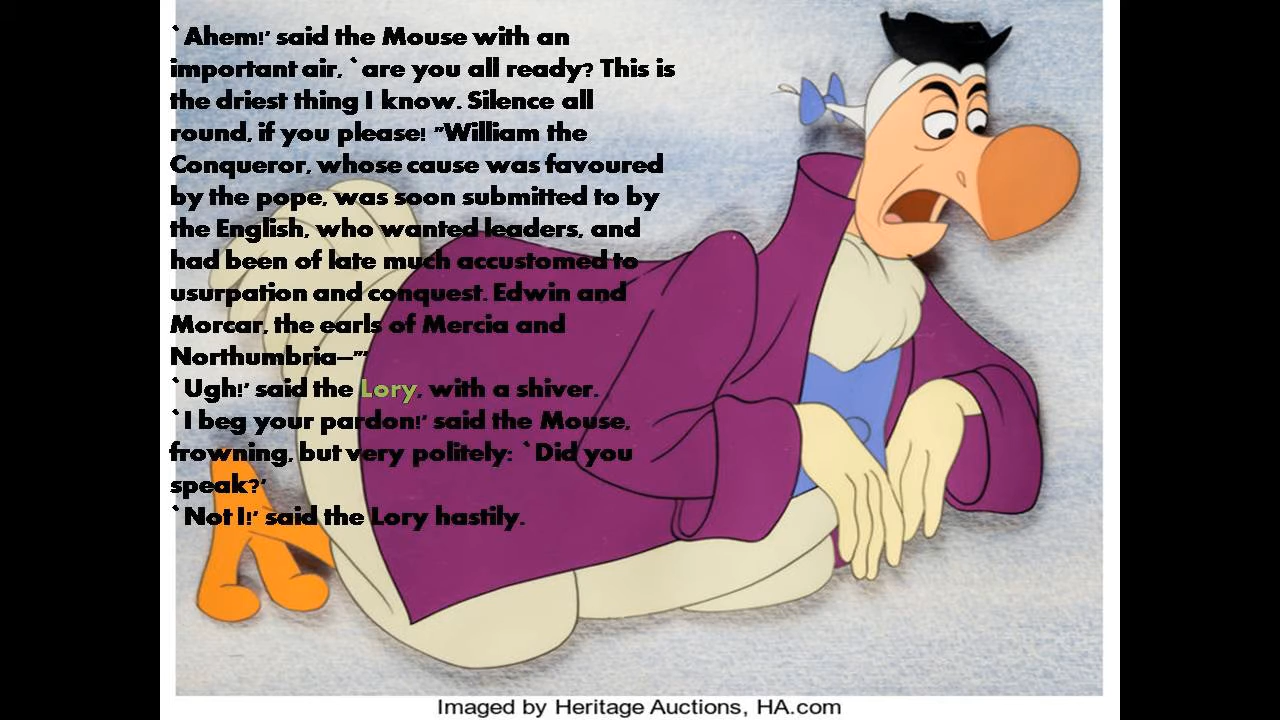 `Ahem!' said the Mouse with an
important air, `are you all ready? This is
the driest thing I know. Silence all
round, if you please! "William the
Conqueror, whose cause was favoured
by the pope, was soon submitted to by
the English, who wanted leaders, and
had been of late much accustomed to
usurpation and conquest. Edwin and
Morcar, the earls of Mercia and
Northumbria—"'
`Ugh!' said the Lory, with a shiver.
`I beg your pardon!' said the Mouse,
frowning, but very politely: `Did you
speak?'
`Not I!' said the Lory hastily.
Imaged by Heritage Auctions, HA.com